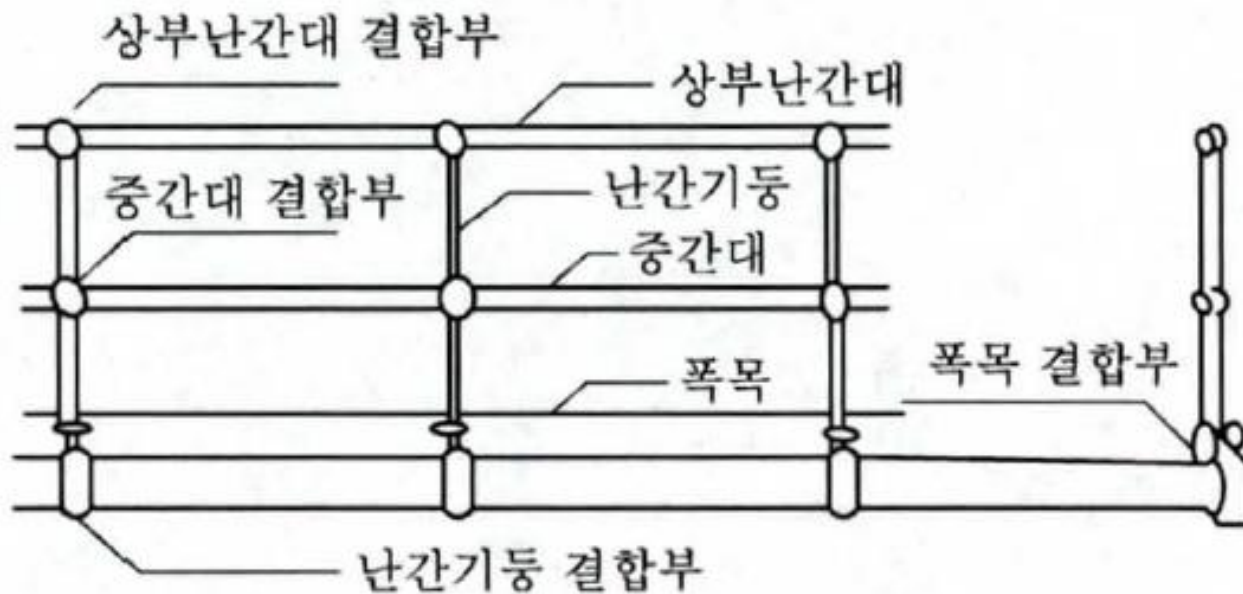 상부난간대 결합부
상부난간대
중간대 결합부
난간기둥
중간대
폭목
폭목 결합부
난간기둥 결합부